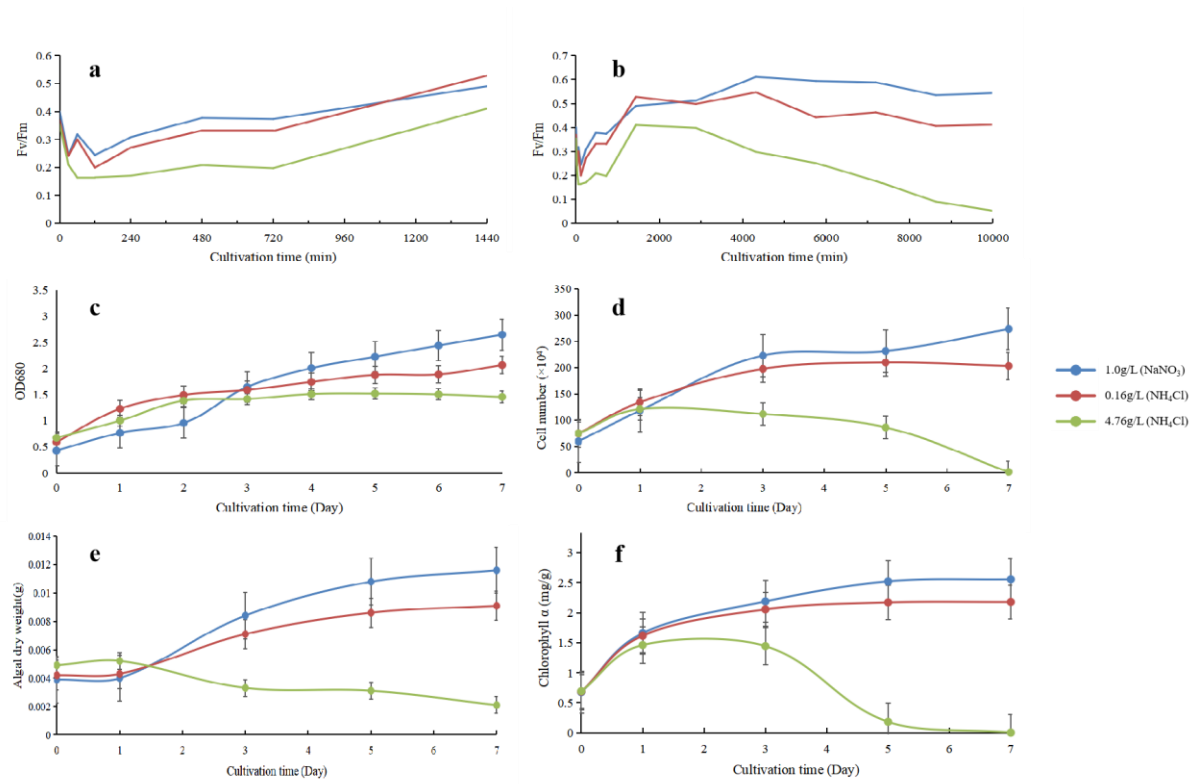 a
Fv/Fm
0.6
0.5
0.4
0.3
0.2
0.1
0
0 240 480 720 960 1200 1440
Cultivation time (min)
b
Fv/Fm
0.7
0.6
0.5
0.4
0.3
0.2
0.1
0
0 2000 4000 6000 8000 10000
Cultivation time (min)
c
OD680
3.5
3
2.5
2
1.5
1
0.5
0
0 1 2 3 4 5 6 7
Cultivation time (Day)
d
Cell number (×10⁴)
350
300
250
200
150
100
50
0
0 1 2 3 4 5 6 7
Cultivation time (Day)
1.0g/L (NaNO₃)
0.16g/L (NH₄Cl)
4.76g/L (NH₄Cl)
e
Algal dry weight(g)
0.014
0.012
0.01
0.008
0.006
0.004
0.002
0
0 1 2 3 4 5 6 7
Cultivation time (Day)
f
Chlorophyll α (mg/g)
3
2.5
2
1.5
1
0.5
0
0 1 2 3 4 5 6 7
Cultivation time (Day)